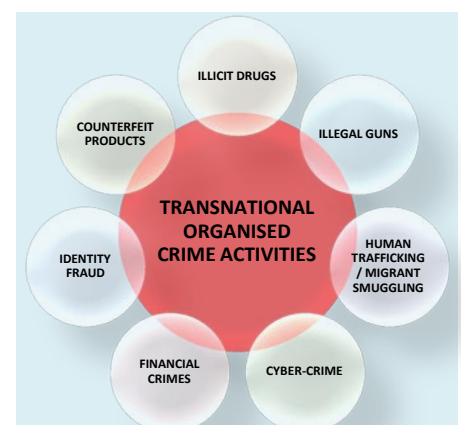 ILLICIT DRUGS
COUNTERFEIT
PRODUCTS
ILLEGAL GUNS
TRANSNATIONAL
ORGANISED
CRIME ACTIVITIES
IDENTITY
FRAUD
HUMAN
TRAFFICKING
/ MIGRANT
SMUGGLING
FINANCIAL
CRIMES
CYBER-CRIME